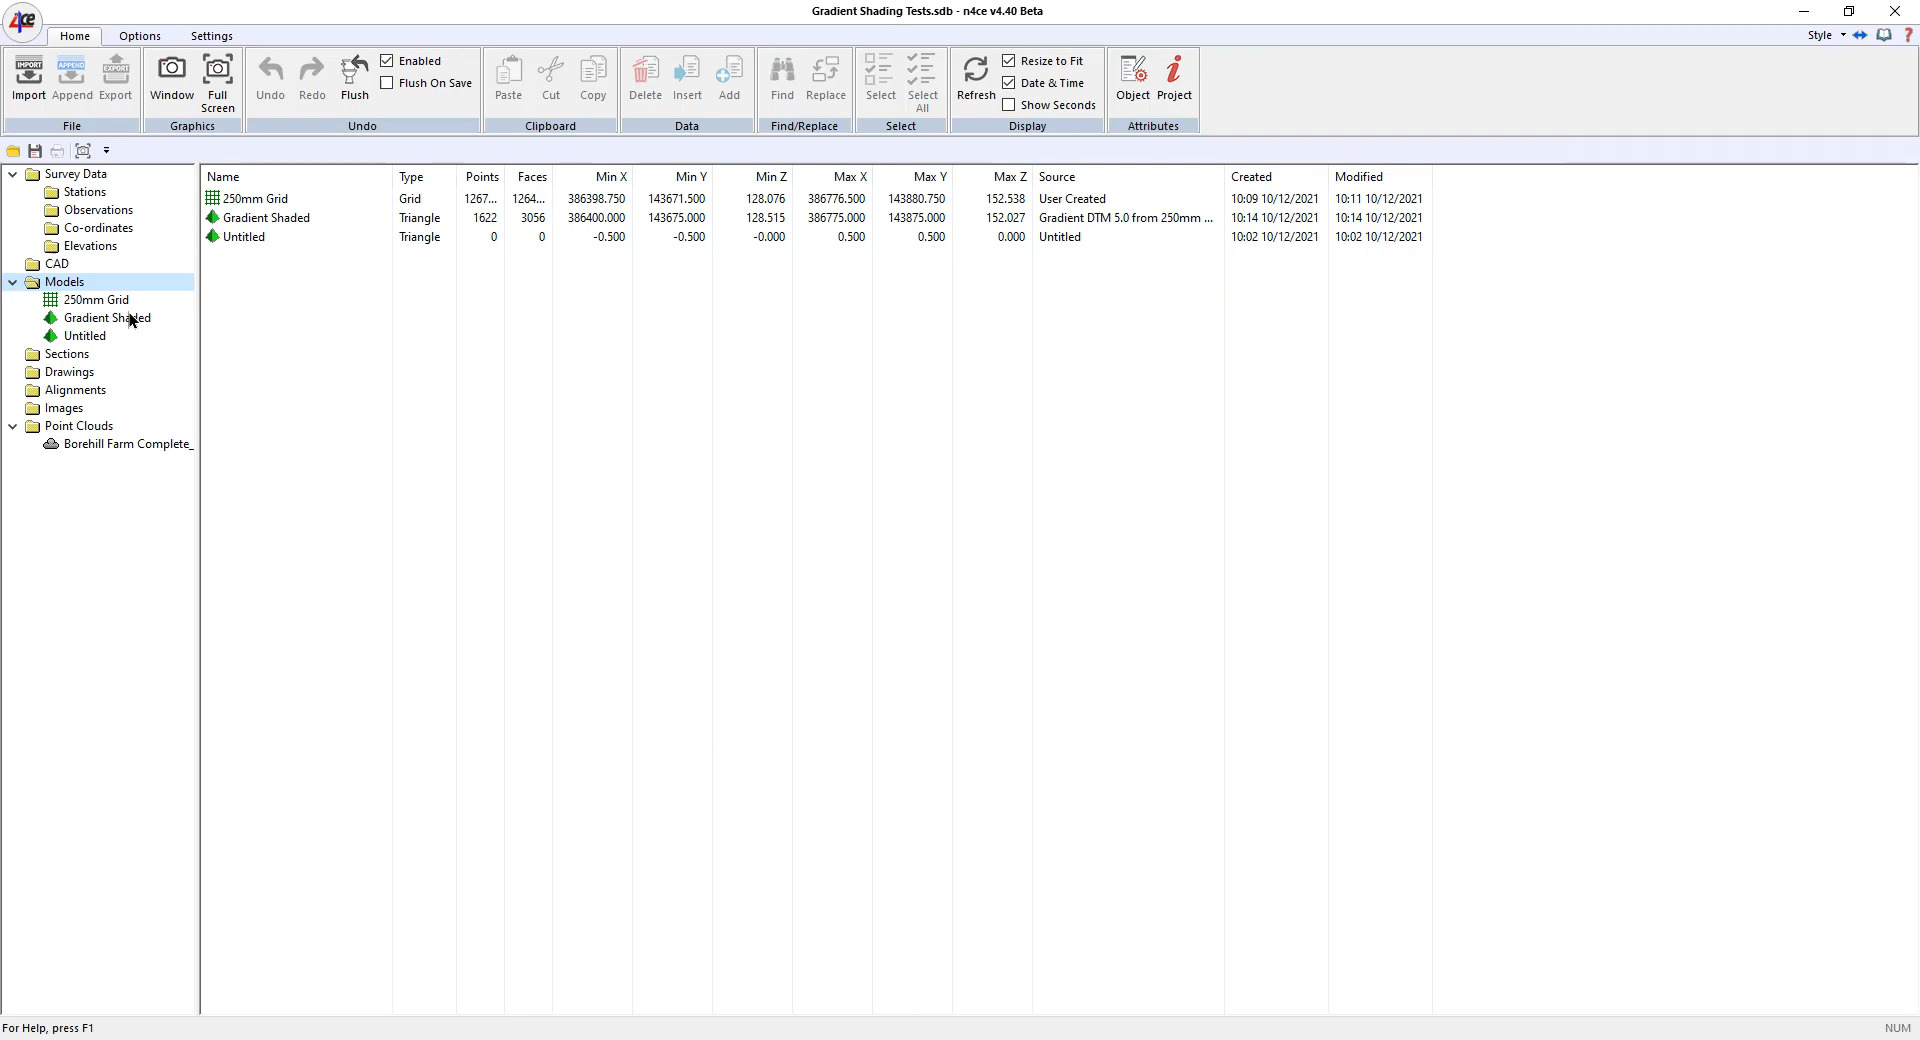 Gradient Shading Tests.sdb - n4ce v4.40 Beta
4ce
Home Options Settings Style ?
IMPORT APPEND EXPORT
Import Append Export Window Full Screen Undo Redo Flush Enabled Flush On Save Paste Cut Copy Delete Insert Add Find Replace Select Select All Refresh Resize to Fit Date & Time Show Seconds Object Project
File Graphics Undo Clipboard Data Find/Replace Select Display Attributes
Survey Data
Stations
Observations
Co-ordinates
Elevations
CAD
Models
250mm Grid
Gradient Shaded
Untitled
Sections
Drawings
Alignments
Images
Point Clouds
Borehill Farm Complete_
Name Type Points Faces Min X Min Y Min Z Max X Max Y Max Z Source Created Modified
250mm Grid Grid 1267... 1264... 386398.750 143671.500 128.076 386776.500 143880.750 152.538 User Created 10:09 10/12/2021 10:11 10/12/2021
Gradient Shaded Triangle 1622 3056 386400.000 143675.000 128.515 386775.000 143875.000 152.027 Gradient DTM 5.0 from 250mm ... 10:14 10/12/2021 10:14 10/12/2021
Untitled Triangle 0 0 -0.500 -0.500 -0.000 0.500 0.500 0.000 Untitled 10:02 10/12/2021 10:02 10/12/2021
For Help, press F1 NUM